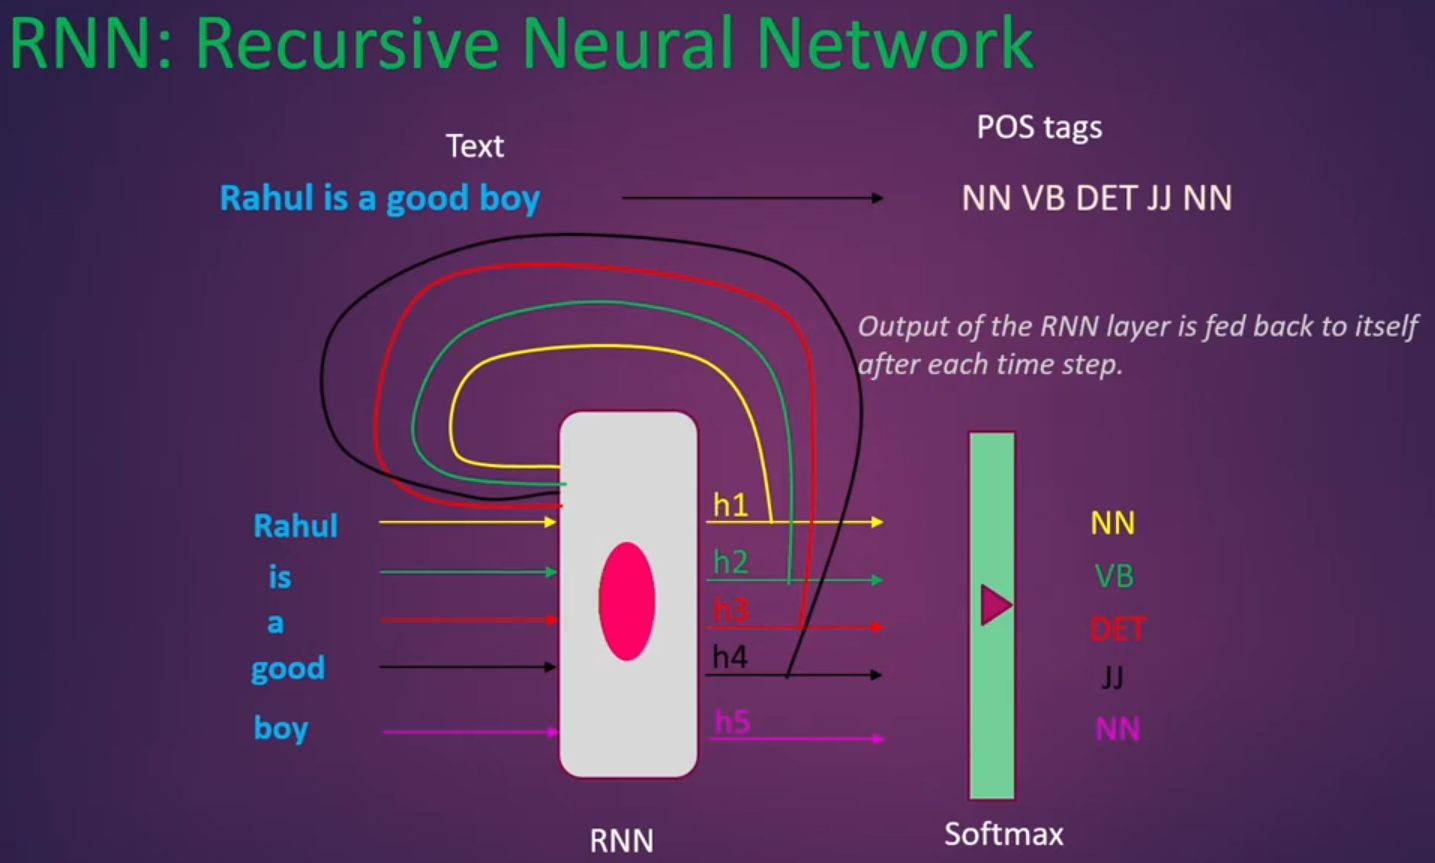 RNN: Recursive Neural Network
Text
POS tags
Rahul is a good boy
NN VB DET JJ NN
Output of the RNN layer is fed back to itself
after each time step.
Rahul
h1
NN
is
h2
VB
a
h3
DET
good
h4
JJ
boy
h5
NN
RNN
Softmax